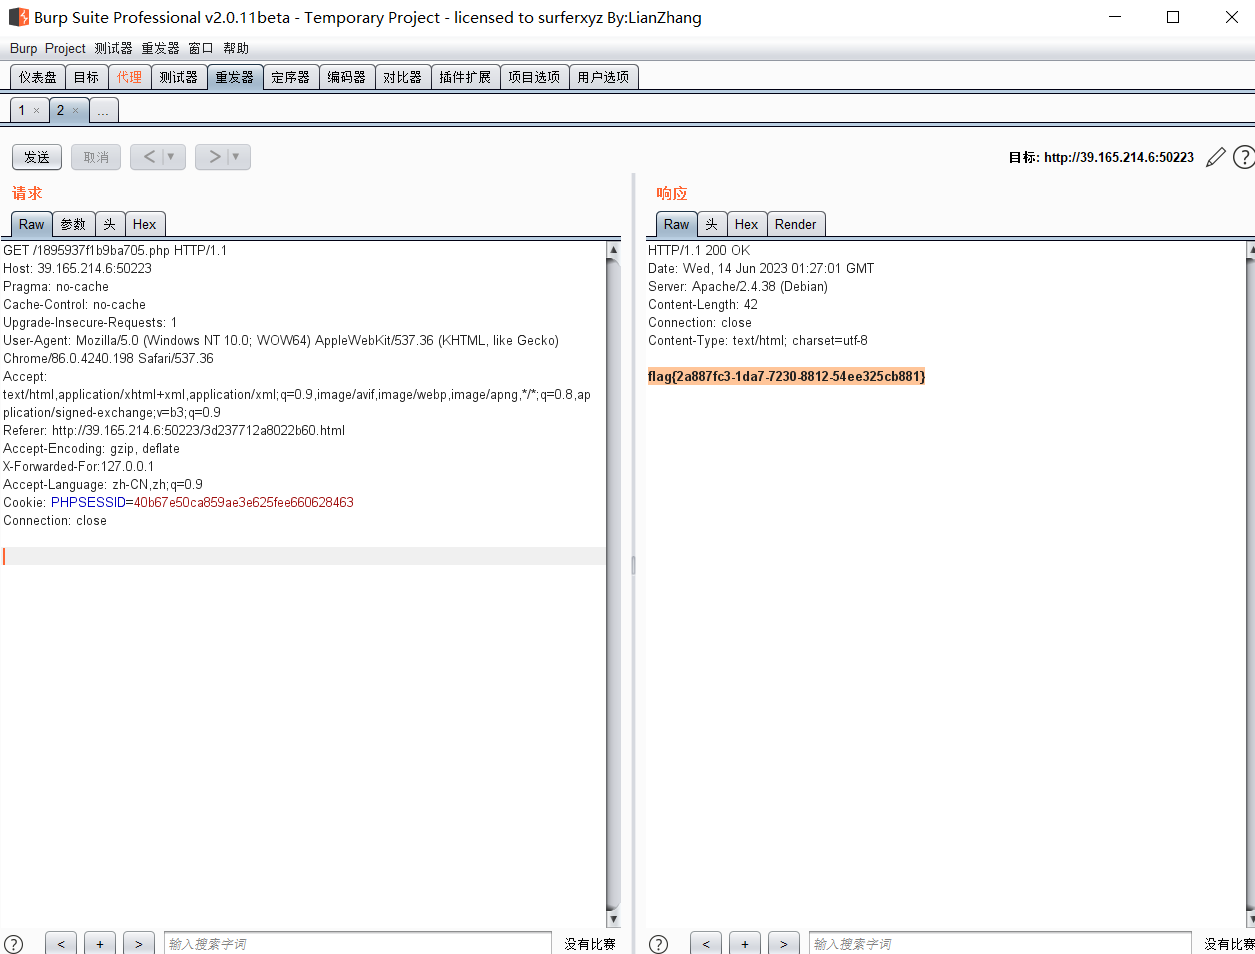 Burp Suite Professional v2.0.11beta - Temporary Project - licensed to surferxyz By:LianZhang
Burp Project 测试器 重发器 窗口 帮助
仪表盘 目标 代理 测试器 重发器 定序器 编码器 对比器 插件扩展 项目选项 用户选项
1 × 2 × ...
发送 取消 < ▼ > ▼ 目标: http://39.165.214.6:50223 ?
请求
Raw 参数 头 Hex
GET /1895937f1b9ba705.php HTTP/1.1
Host: 39.165.214.6:50223
Pragma: no-cache
Cache-Control: no-cache
Upgrade-Insecure-Requests: 1
User-Agent: Mozilla/5.0 (Windows NT 10.0; WOW64) AppleWebKit/537.36 (KHTML, like Gecko)
Chrome/86.0.4240.198 Safari/537.36
Accept:
text/html,application/xhtml+xml,application/xml;q=0.9,image/avif,image/webp,image/apng,*/*;q=0.8,ap
plication/signed-exchange;v=b3;q=0.9
Referer: http://39.165.214.6:50223/3d237712a8022b60.html
Accept-Encoding: gzip, deflate
X-Forwarded-For:127.0.0.1
Accept-Language: zh-CN,zh;q=0.9
Cookie: PHPSESSID=40b67e50ca859ae3e625fee660628463
Connection: close
? < + > 输入搜索字词 没有比赛
响应
Raw 头 Hex Render
HTTP/1.1 200 OK
Date: Wed, 14 Jun 2023 01:27:01 GMT
Server: Apache/2.4.38 (Debian)
Content-Length: 42
Connection: close
Content-Type: text/html; charset=utf-8
flag{2a887fc3-1da7-7230-8812-54ee325cb881}
? < + > 输入搜索字词 没有比赛